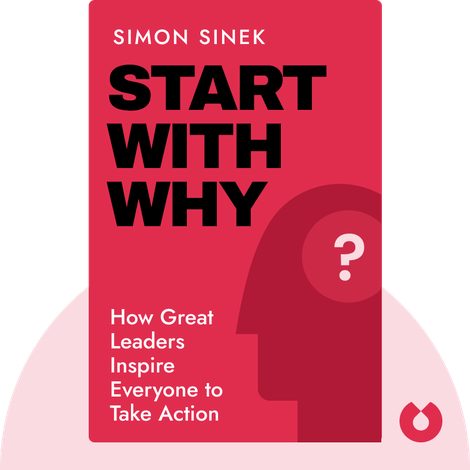 SIMON SINEK
START
WITH
WHY
?
How Great
Leaders
Inspire
Everyone to
Take Action